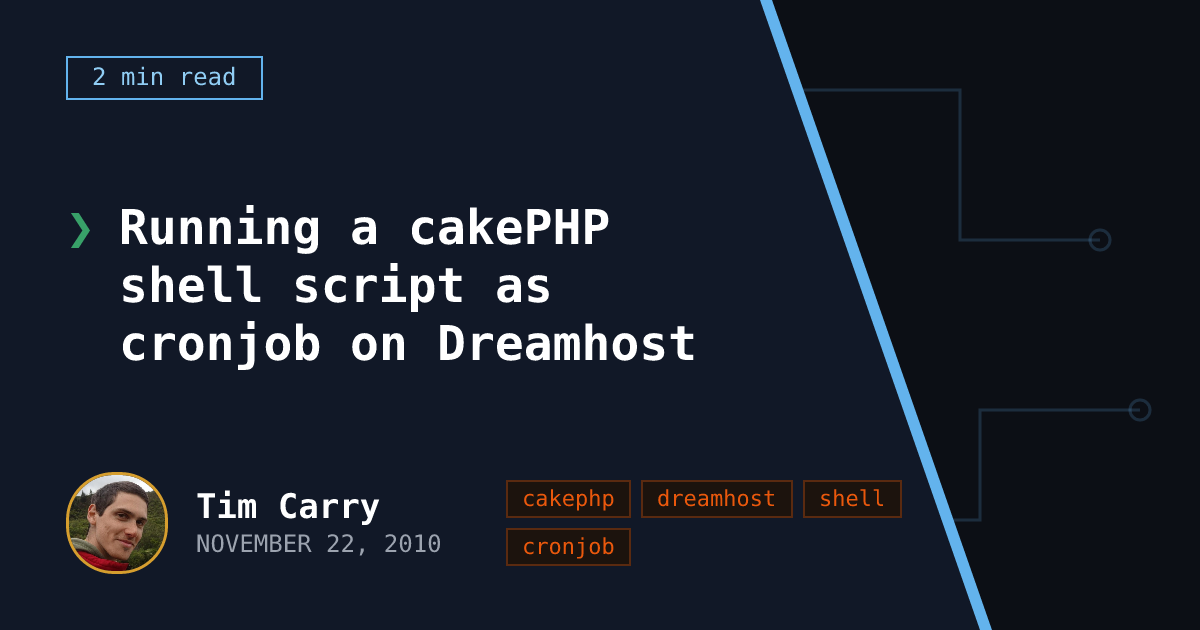 2 min read
❯ Running a cakePHP
shell script as
cronjob on Dreamhost
Tim Carry
NOVEMBER 22, 2010
cakephp dreamhost shell
cronjob